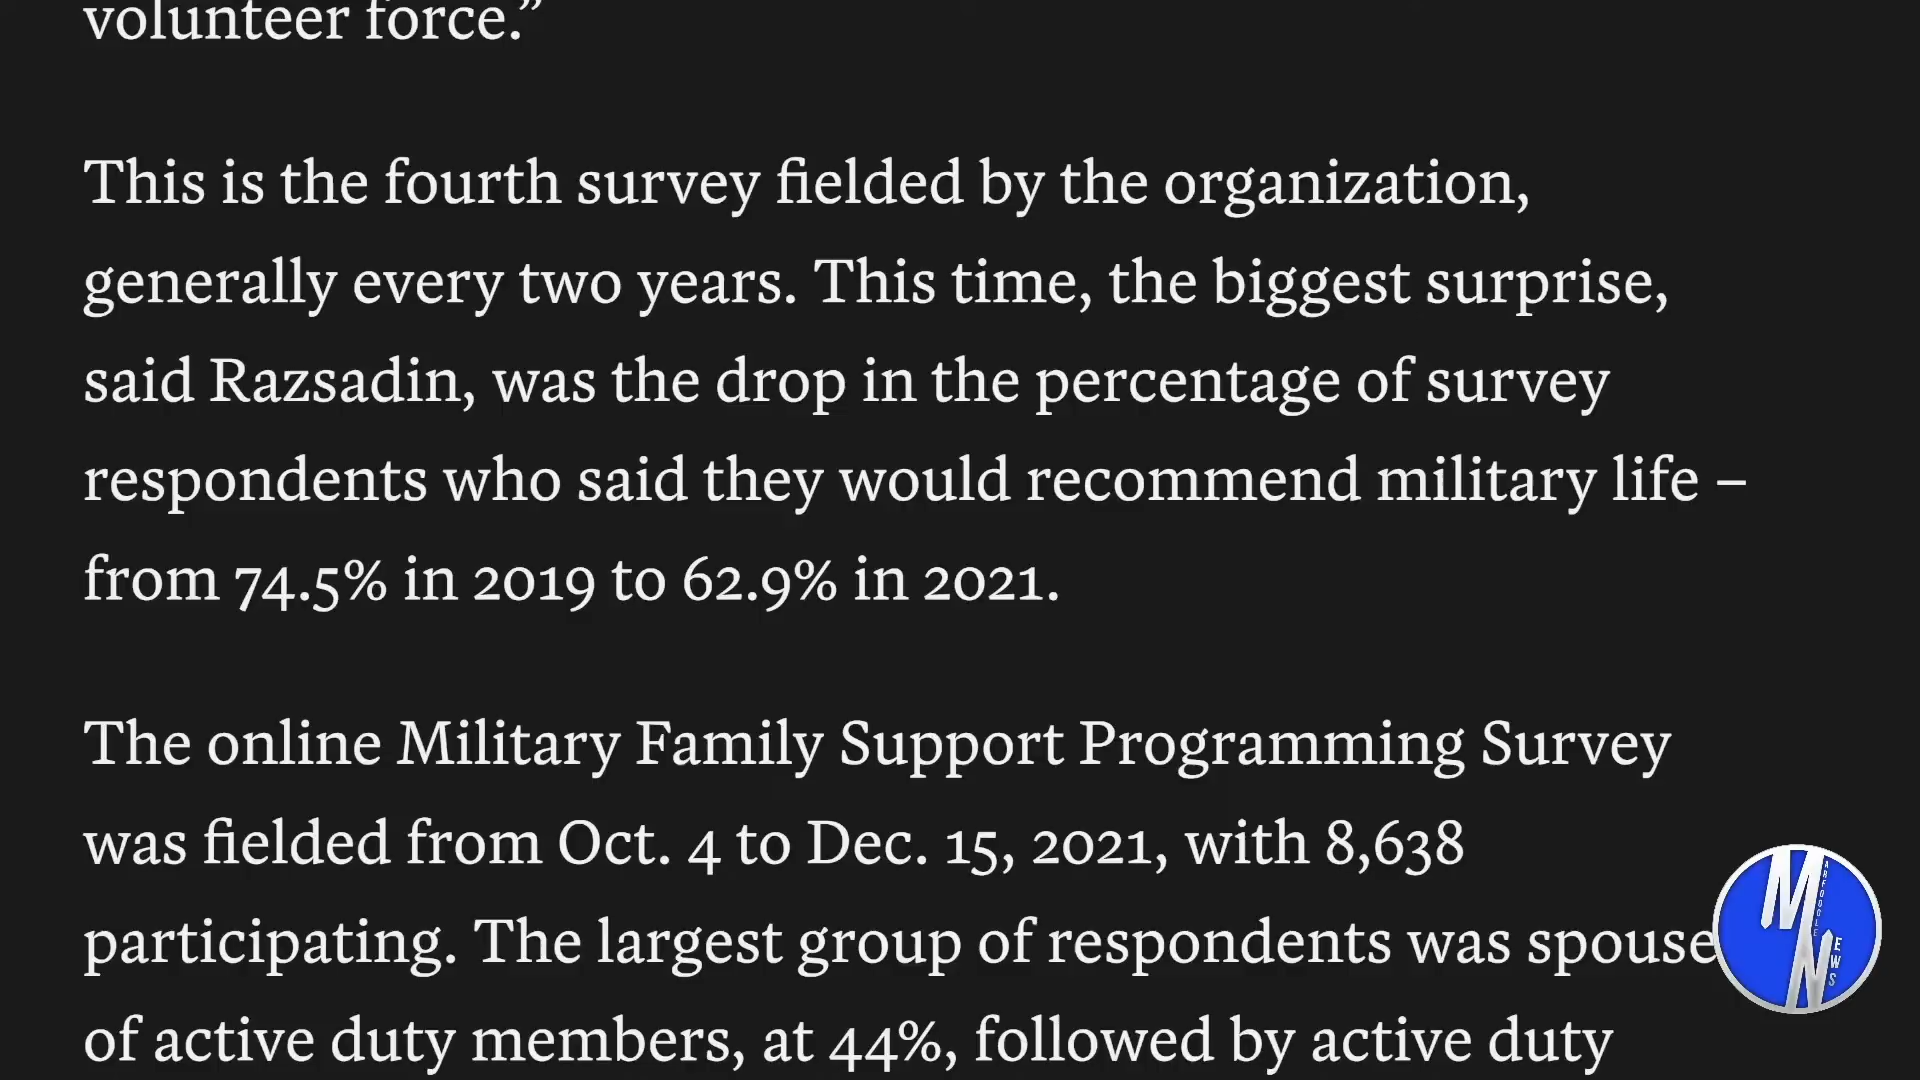 volunteer force.”
This is the fourth survey fielded by the organization,
generally every two years. This time, the biggest surprise,
said Razsadin, was the drop in the percentage of survey
respondents who said they would recommend military life –
from 74.5% in 2019 to 62.9% in 2021.
The online Military Family Support Programming Survey
was fielded from Oct. 4 to Dec. 15, 2021, with 8,638
participating. The largest group of respondents was spouse
of active duty members, at 44%, followed by active duty
MARFOOGLE
NEWS